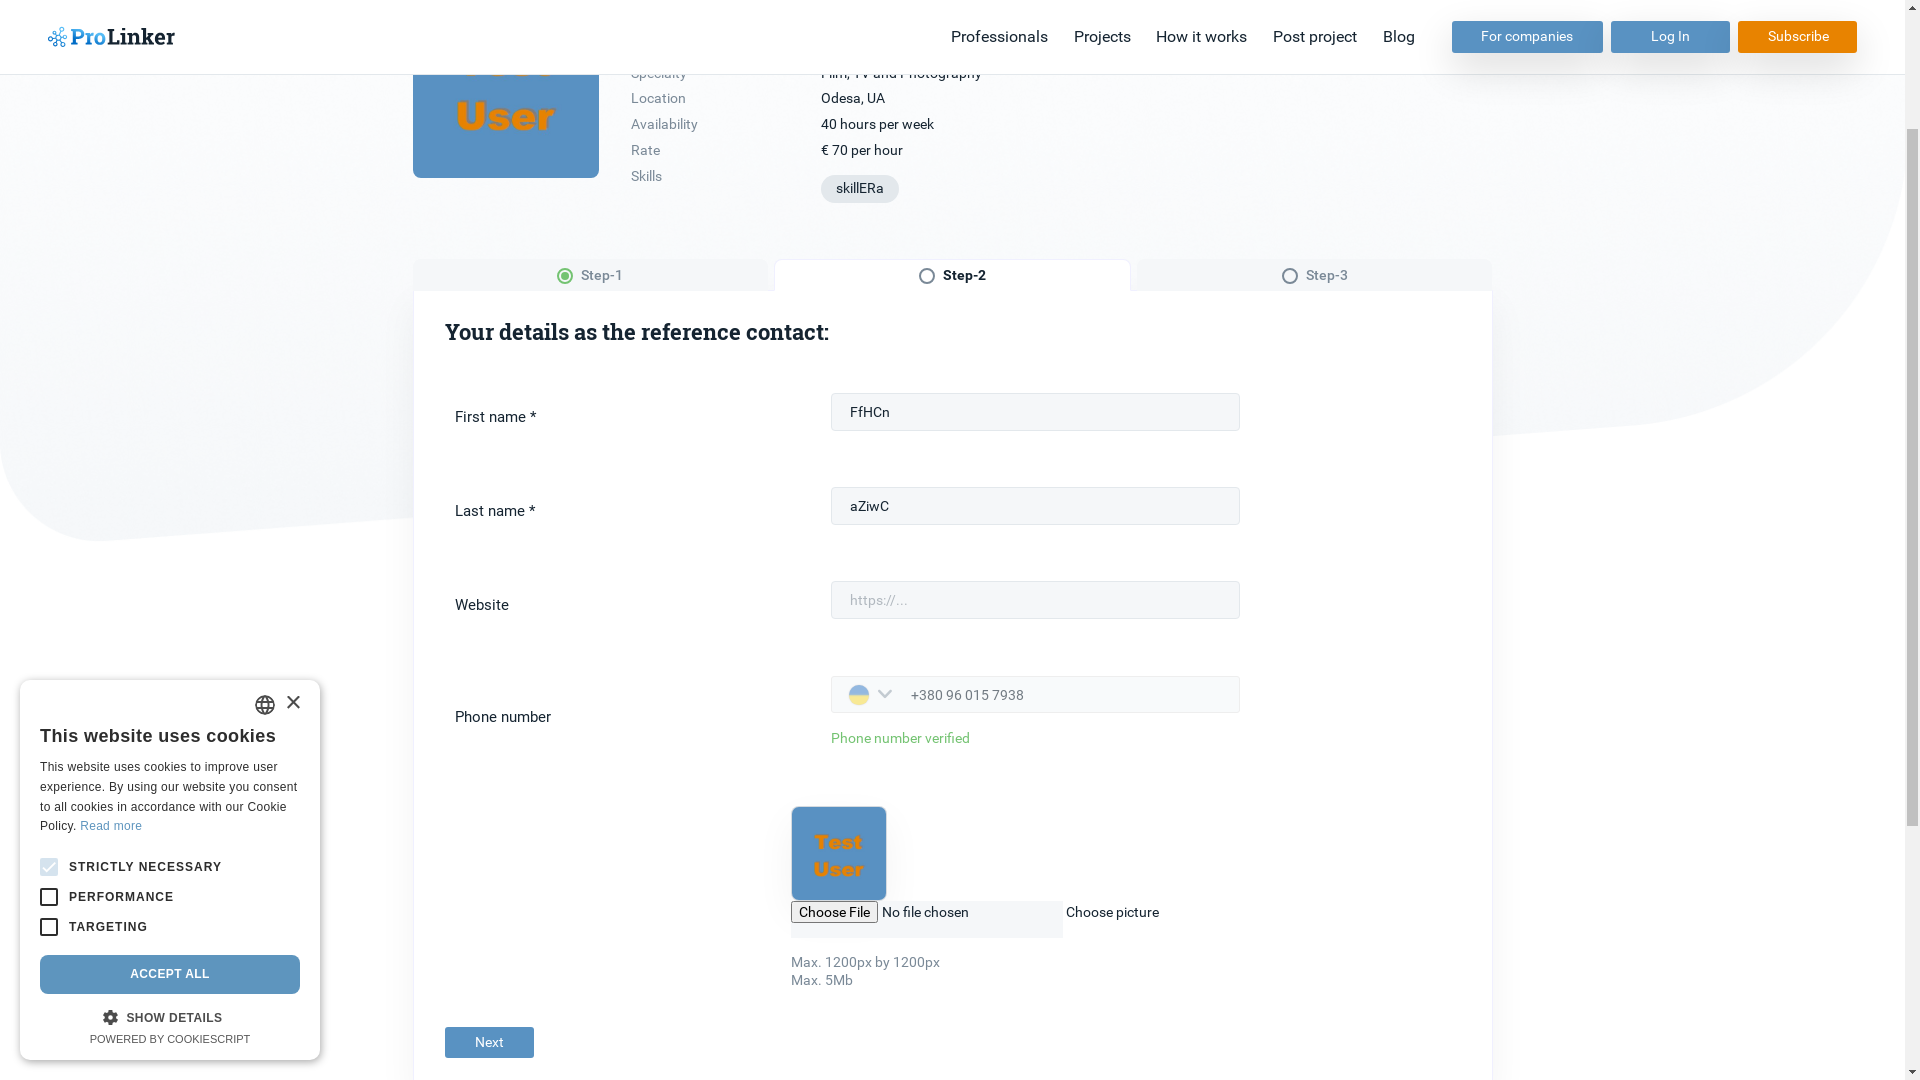 ProLinker
Professionals
Projects
How it works
Post project
Blog
For companies
Log In
Subscribe
User
Specialty
Film, TV and Photography
Location
Odesa, UA
Availability
40 hours per week
Rate
€ 70 per hour
Skills
skillERa
Step-1
Step-2
Step-3
Your details as the reference contact:
First name *
FfHCn
Last name *
aZiwC
Website
https://...
Phone number
+380 96 015 7938
Phone number verified
Test
User
Choose File No file chosen
Choose picture
Max. 1200px by 1200px
Max. 5Mb
Next
×
This website uses cookies
This website uses cookies to improve user
experience. By using our website you consent
to all cookies in accordance with our Cookie
Policy. Read more
STRICTLY NECESSARY
PERFORMANCE
TARGETING
ACCEPT ALL
SHOW DETAILS
POWERED BY COOKIESCRIPT